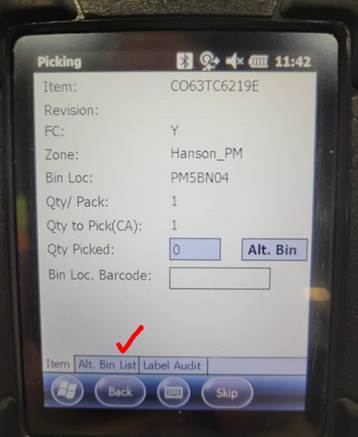 Picking 11:42
Item: CO63TC6219E
Revision:
FC: Y
Zone: Hanson_PM
Bin Loc: PM5BN04
Qty/ Pack: 1
Qty to Pick(CA): 1
Qty Picked: 0 Alt. Bin
Bin Loc. Barcode:
Item Alt. Bin List Label Audit
Back Skip